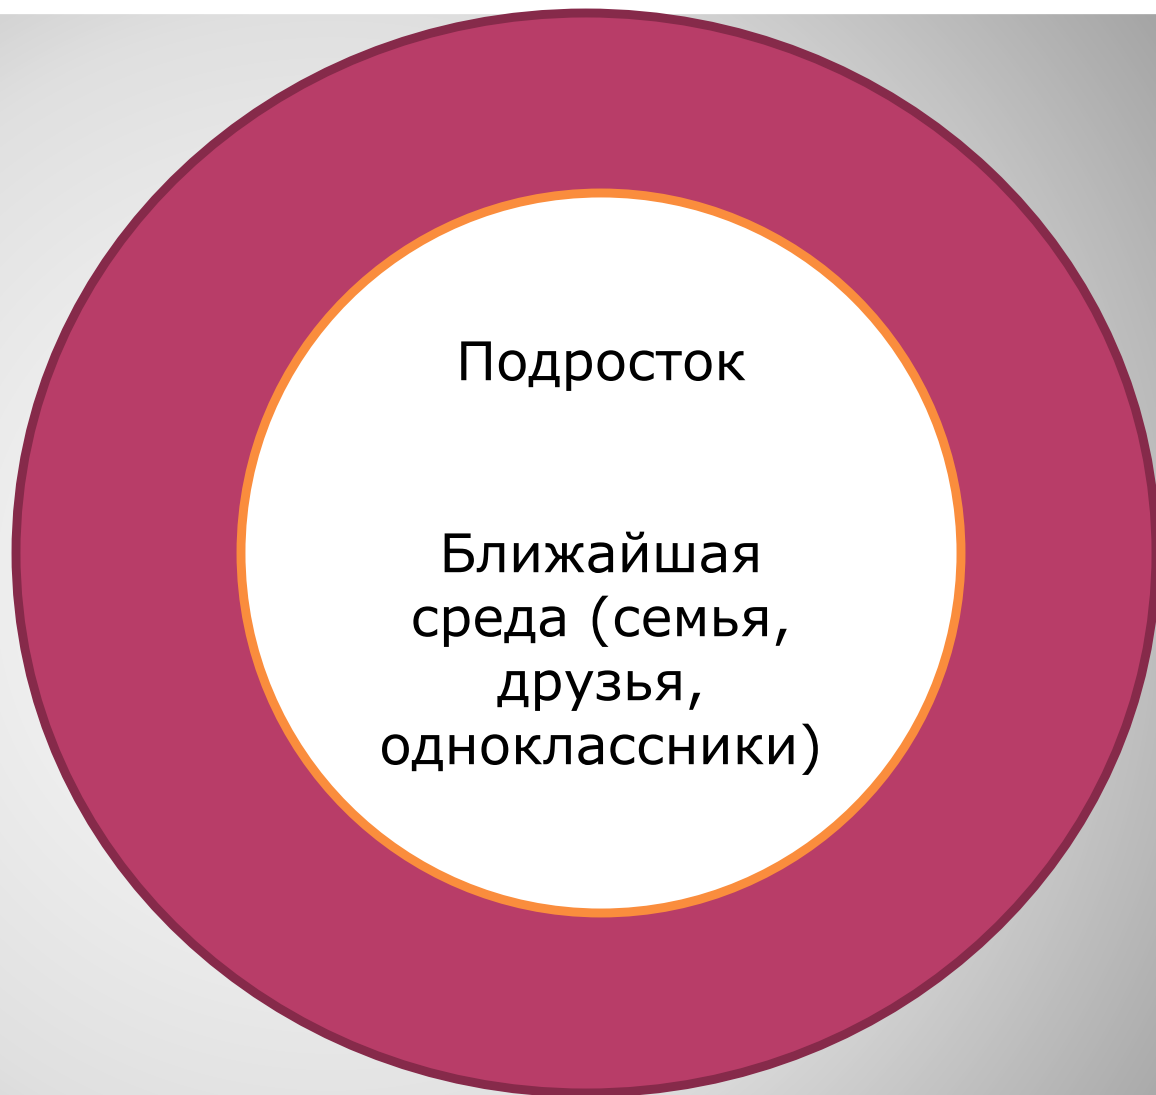 Подросток
Ближайшая
среда (семья,
друзья,
одноклассники)